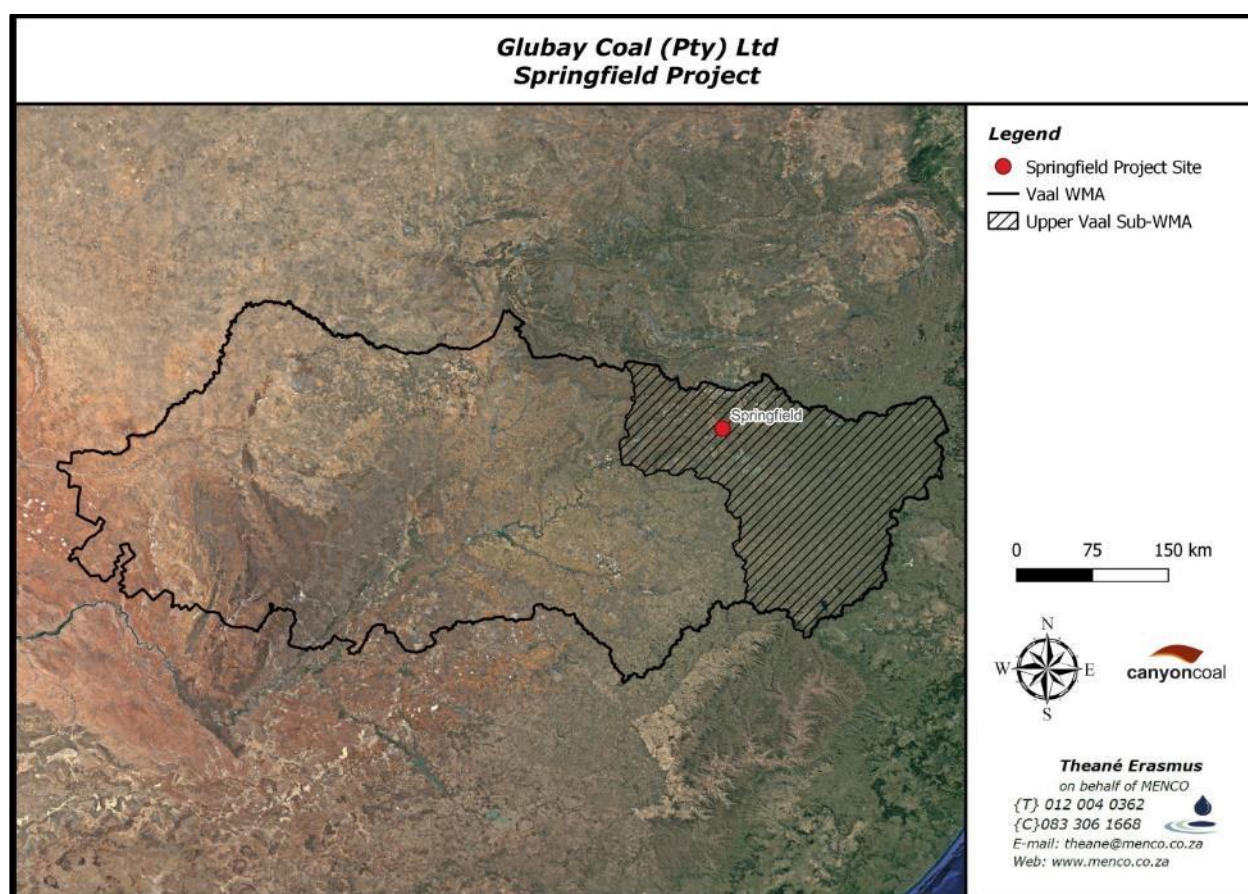 Glubay Coal (Pty) Ltd
Springfield Project
Springfield
Legend
Springfield Project Site
Vaal WMA
Upper Vaal Sub-WMA
0 75 150 km
N
W E
S
canyoncoal
Theané Erasmus
on behalf of MENCO
{T} 012 004 0362
{C}083 306 1668
E-mail: theane@menco.co.za
Web: www.menco.co.za